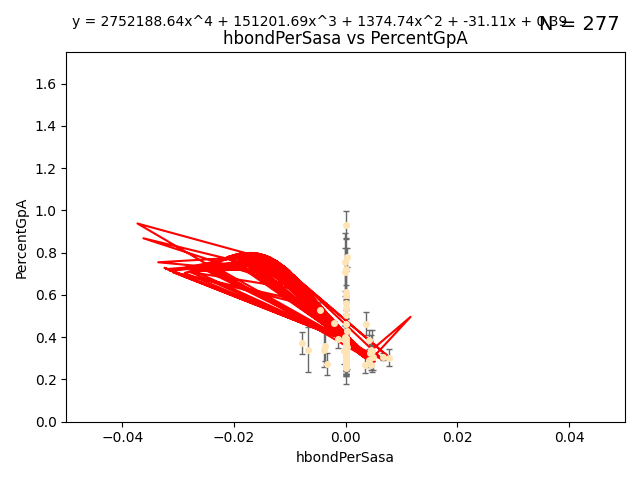 y = 2752188.64x^4 + 151201.69x^3 + 1374.74x^2 + -31.11x + 0.39
N = 277
hbondPerSasa vs PercentGpA
1.6
1.4
1.2
1.0
0.8
0.6
0.4
0.2
0.0
PercentGpA
−0.04 −0.02 0.00 0.02 0.04
hbondPerSasa